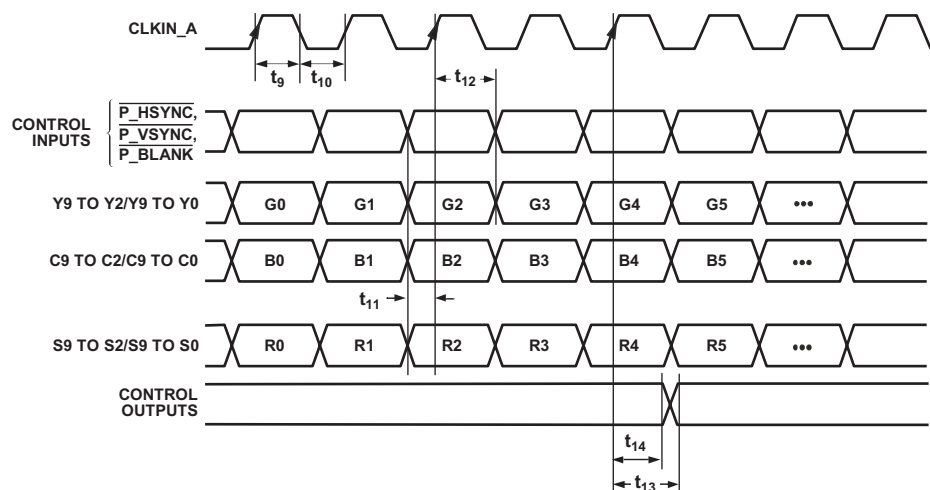 CLKIN_A
t9
t10
t12
CONTROL INPUTS
P_HSYNC,
P_VSYNC,
P_BLANK
Y9 TO Y2/Y9 TO Y0
G0 G1 G2 G3 G4 G5 •••
C9 TO C2/C9 TO C0
B0 B1 B2 B3 B4 B5 •••
t11
S9 TO S2/S9 TO S0
R0 R1 R2 R3 R4 R5 •••
CONTROL
OUTPUTS
t14
t13